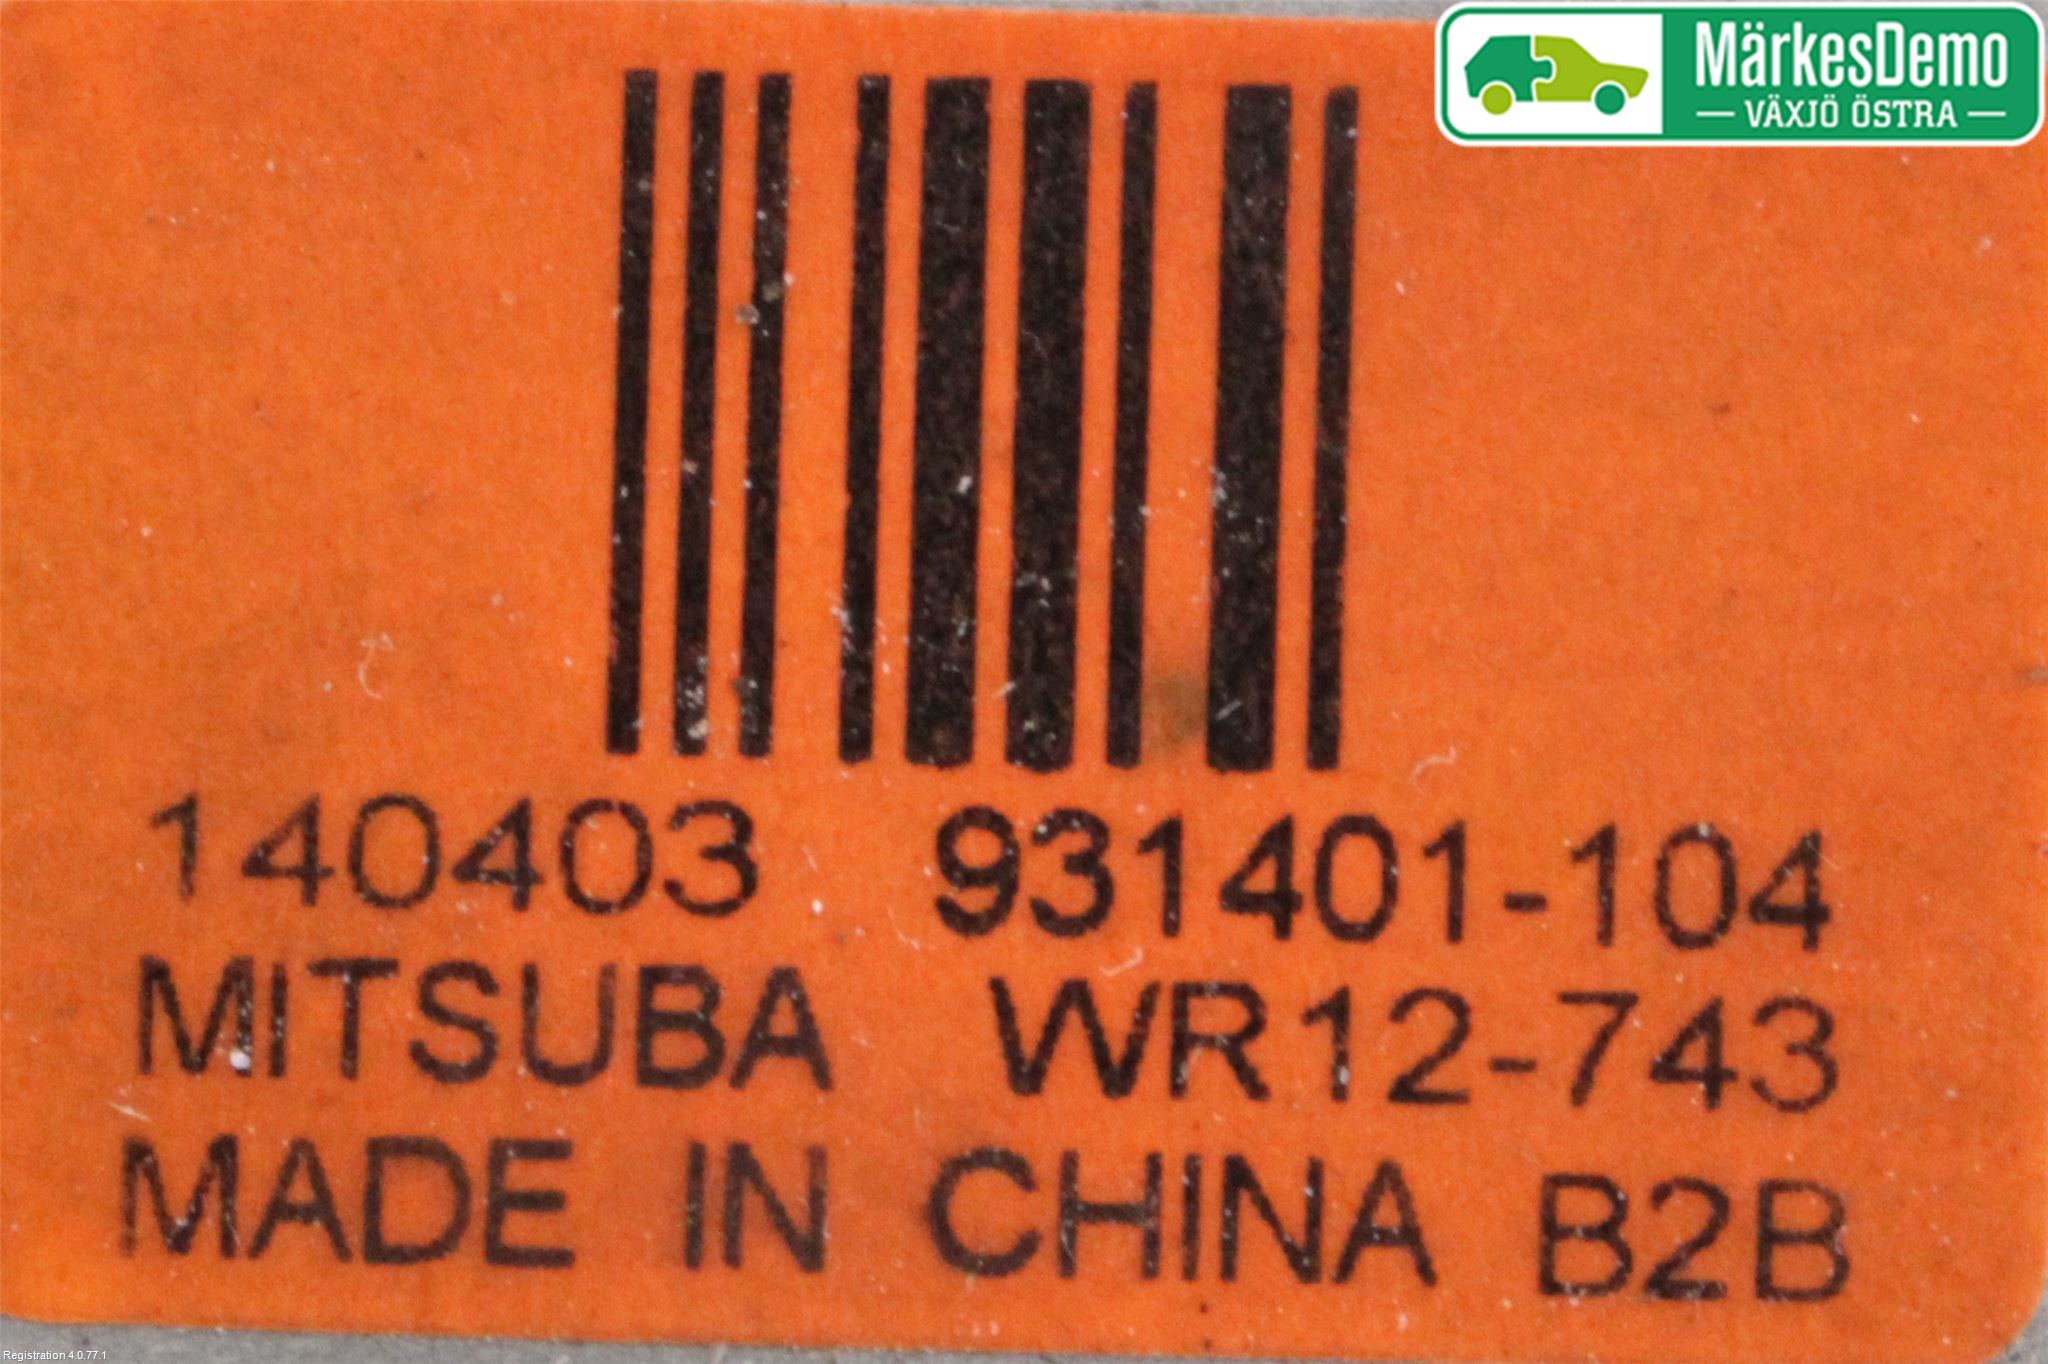 MärkesDemo
VÄXJÖ ÖSTRA
140403 931401-104
MITSUBA WR12-743
MADE IN CHINA B2B
Registration 4.0.77.1